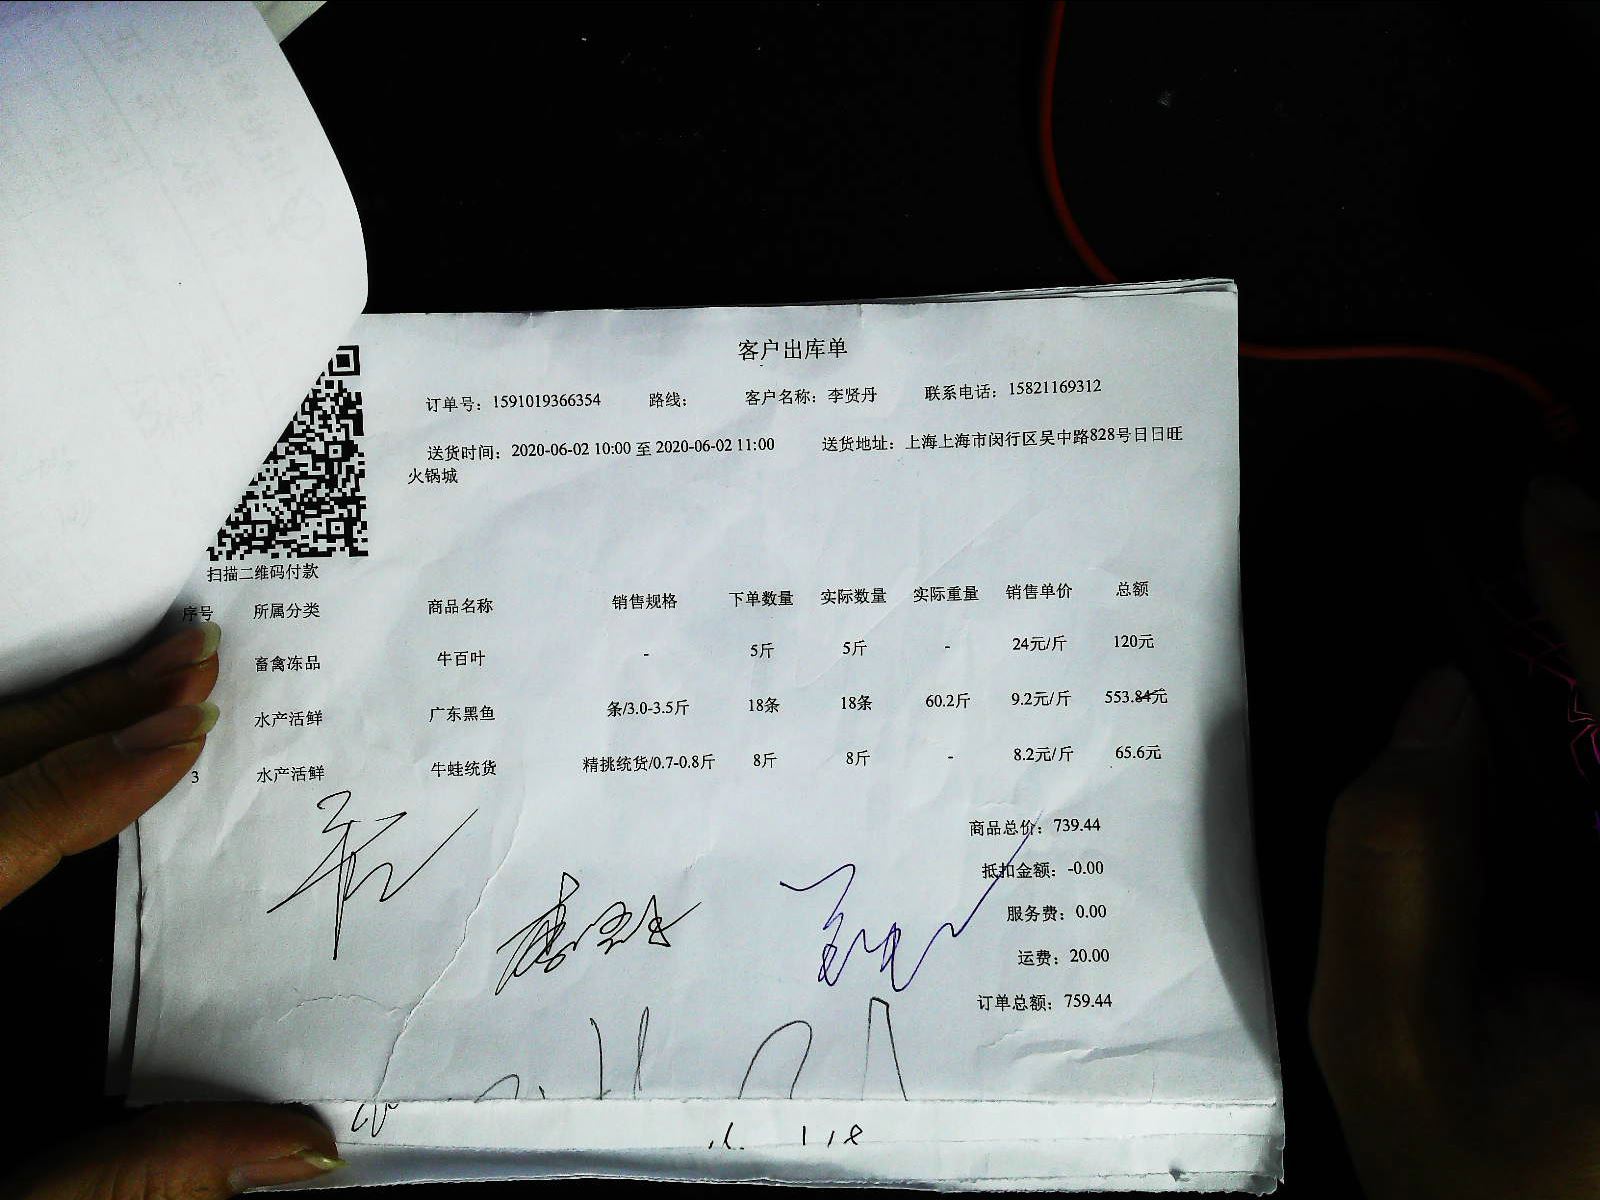 客户出库单
订单号：1591019366354 路线： 客户名称：李贤丹 联系电话：15821169312
送货时间：2020-06-02 10:00 至 2020-06-02 11:00 送货地址：上海上海市闵行区吴中路828号日日旺
火锅城
扫描二维码付款
序号 所属分类 商品名称 销售规格 下单数量 实际数量 实际重量 销售单价 总额
畜禽冻品 牛百叶 - 5斤 5斤 - 24元/斤 120元
水产活鲜 广东黑鱼 条/3.0-3.5斤 18条 18条 60.2斤 9.2元/斤 553.84元
3 水产活鲜 牛蛙统货 精挑统货/0.7-0.8斤 8斤 8斤 - 8.2元/斤 65.6元
商品总价：739.44
抵扣金额：-0.00
服务费：0.00
运费：20.00
订单总额：759.44